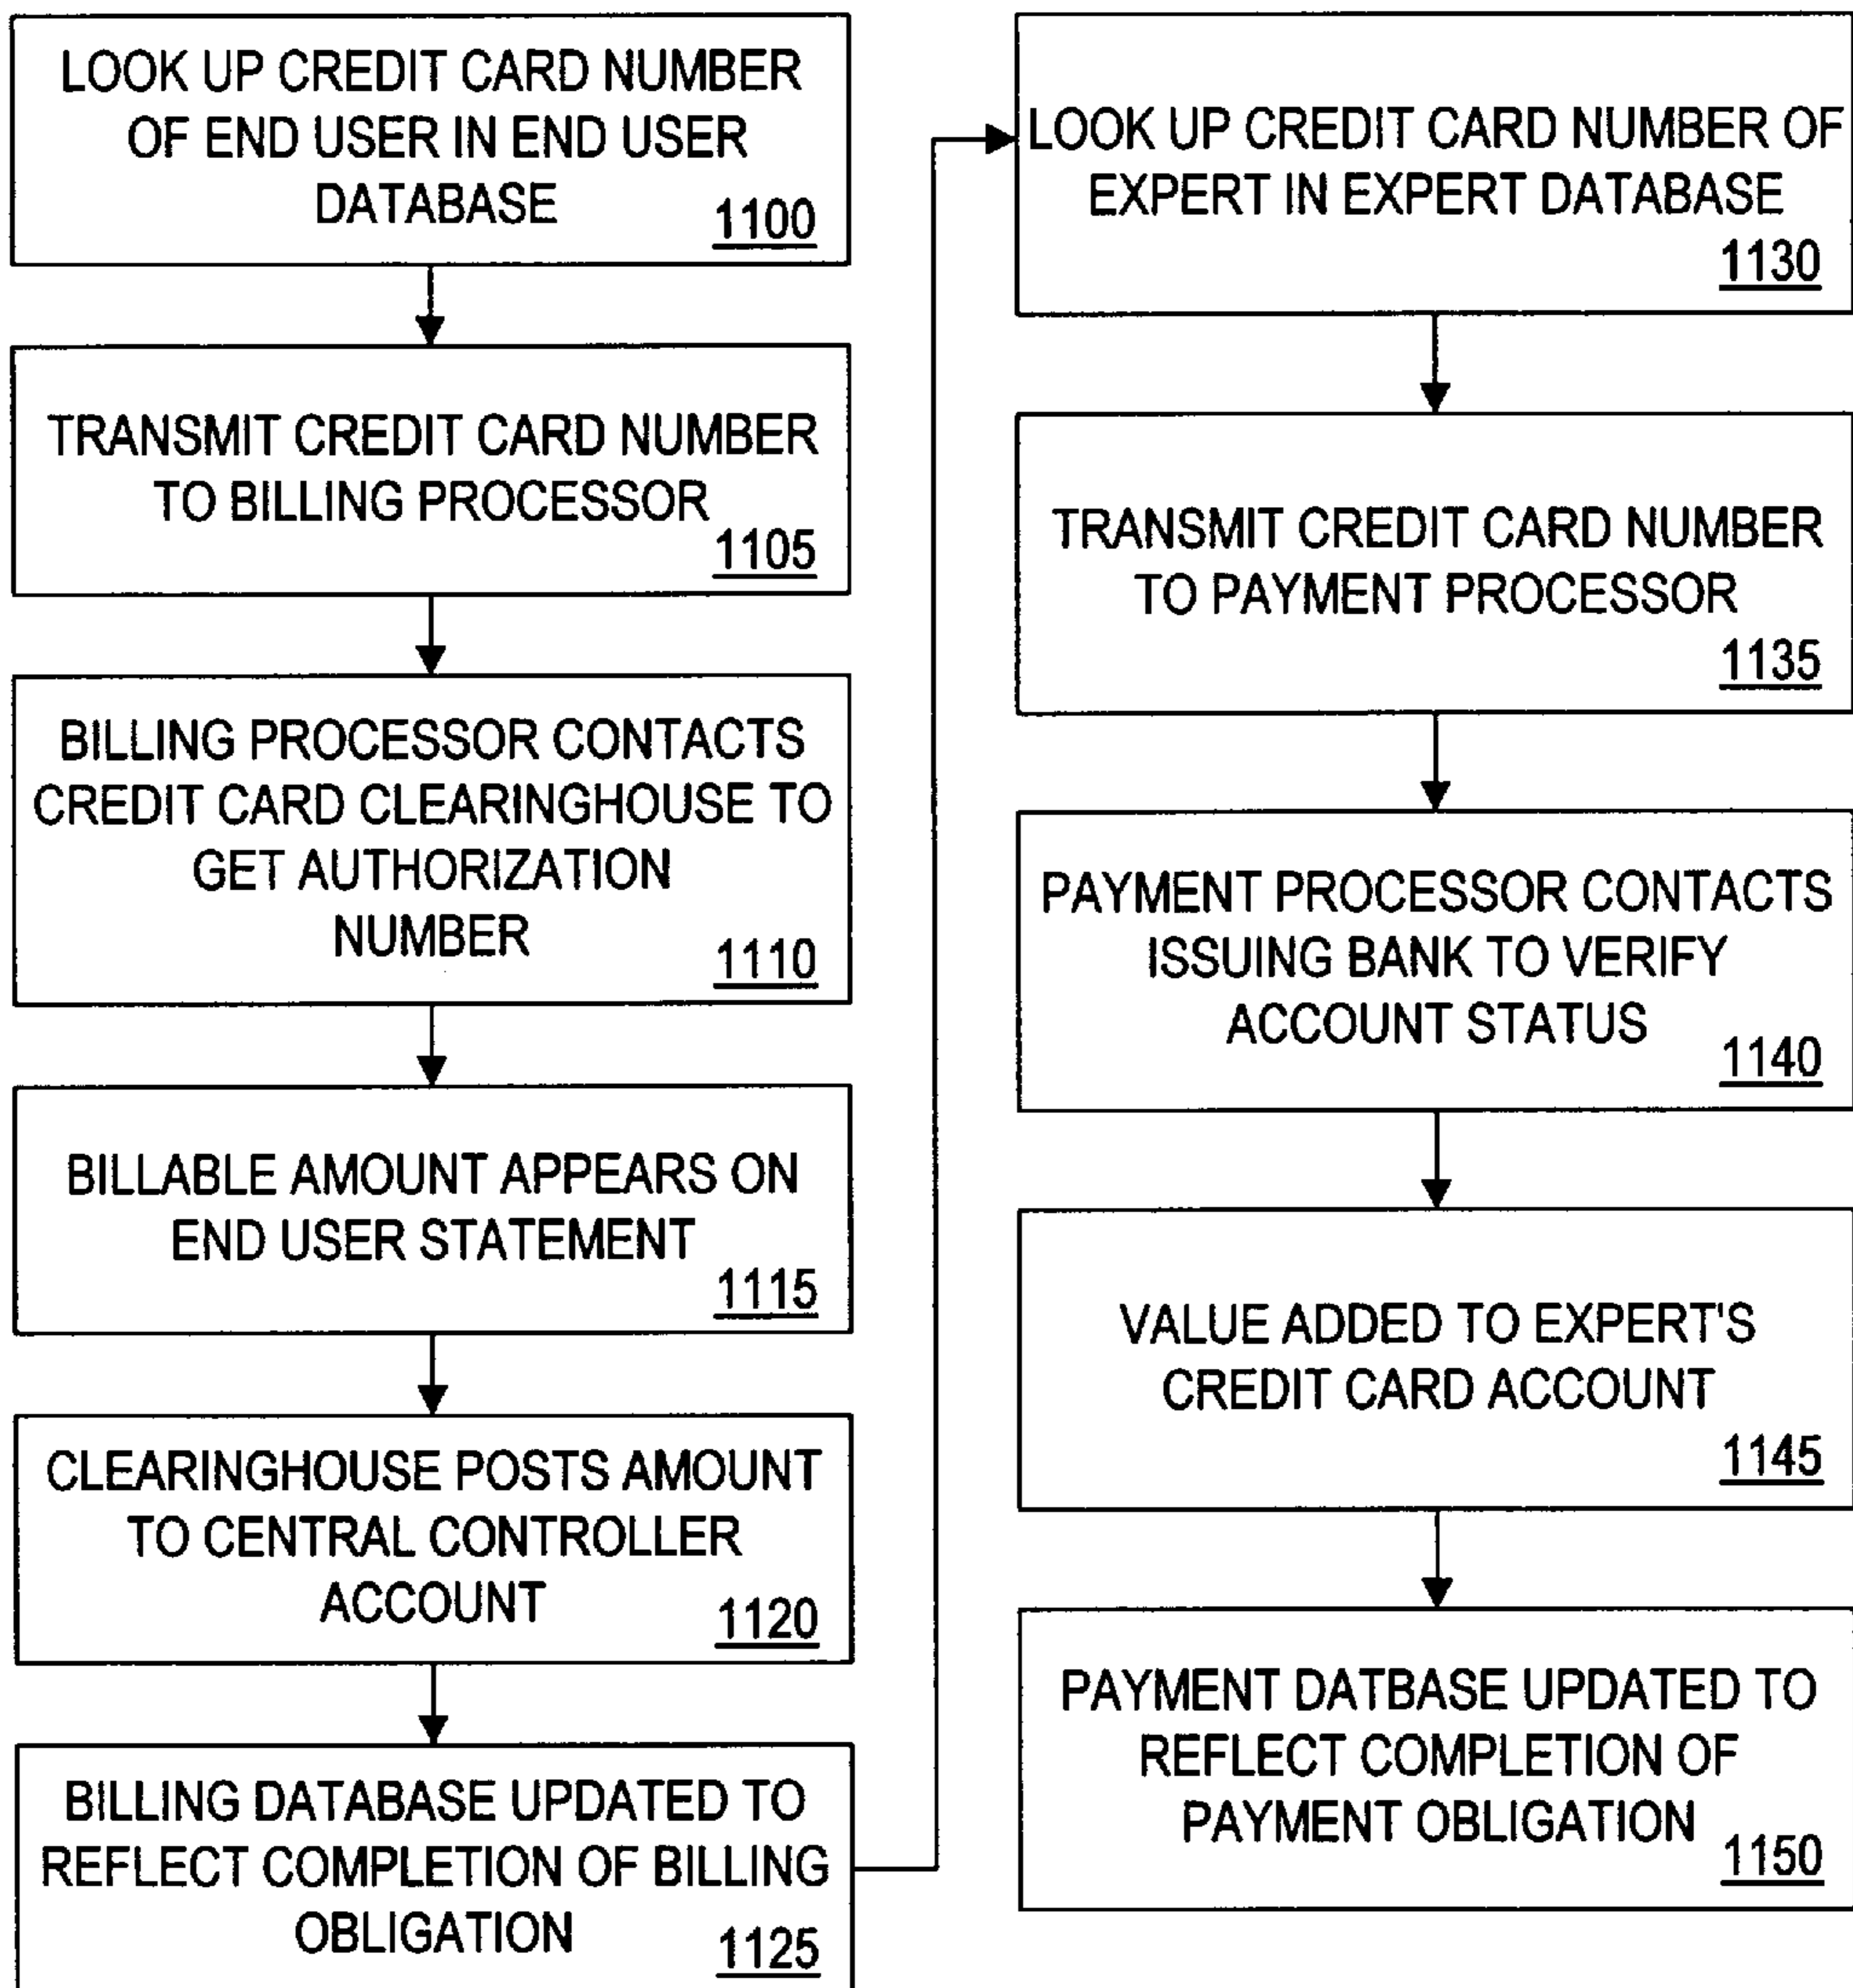 LOOK UP CREDIT CARD NUMBER
OF END USER IN END USER
DATABASE
1100
TRANSMIT CREDIT CARD NUMBER
TO BILLING PROCESSOR
1105
BILLING PROCESSOR CONTACTS
CREDIT CARD CLEARINGHOUSE TO
GET AUTHORIZATION
NUMBER
1110
BILLABLE AMOUNT APPEARS ON
END USER STATEMENT
1115
CLEARINGHOUSE POSTS AMOUNT
TO CENTRAL CONTROLLER
ACCOUNT
1120
BILLING DATABASE UPDATED TO
REFLECT COMPLETION OF BILLING
OBLIGATION
1125
LOOK UP CREDIT CARD NUMBER OF
EXPERT IN EXPERT DATABASE
1130
TRANSMIT CREDIT CARD NUMBER
TO PAYMENT PROCESSOR
1135
PAYMENT PROCESSOR CONTACTS
ISSUING BANK TO VERIFY
ACCOUNT STATUS
1140
VALUE ADDED TO EXPERT'S
CREDIT CARD ACCOUNT
1145
PAYMENT DATBASE UPDATED TO
REFLECT COMPLETION OF
PAYMENT OBLIGATION
1150